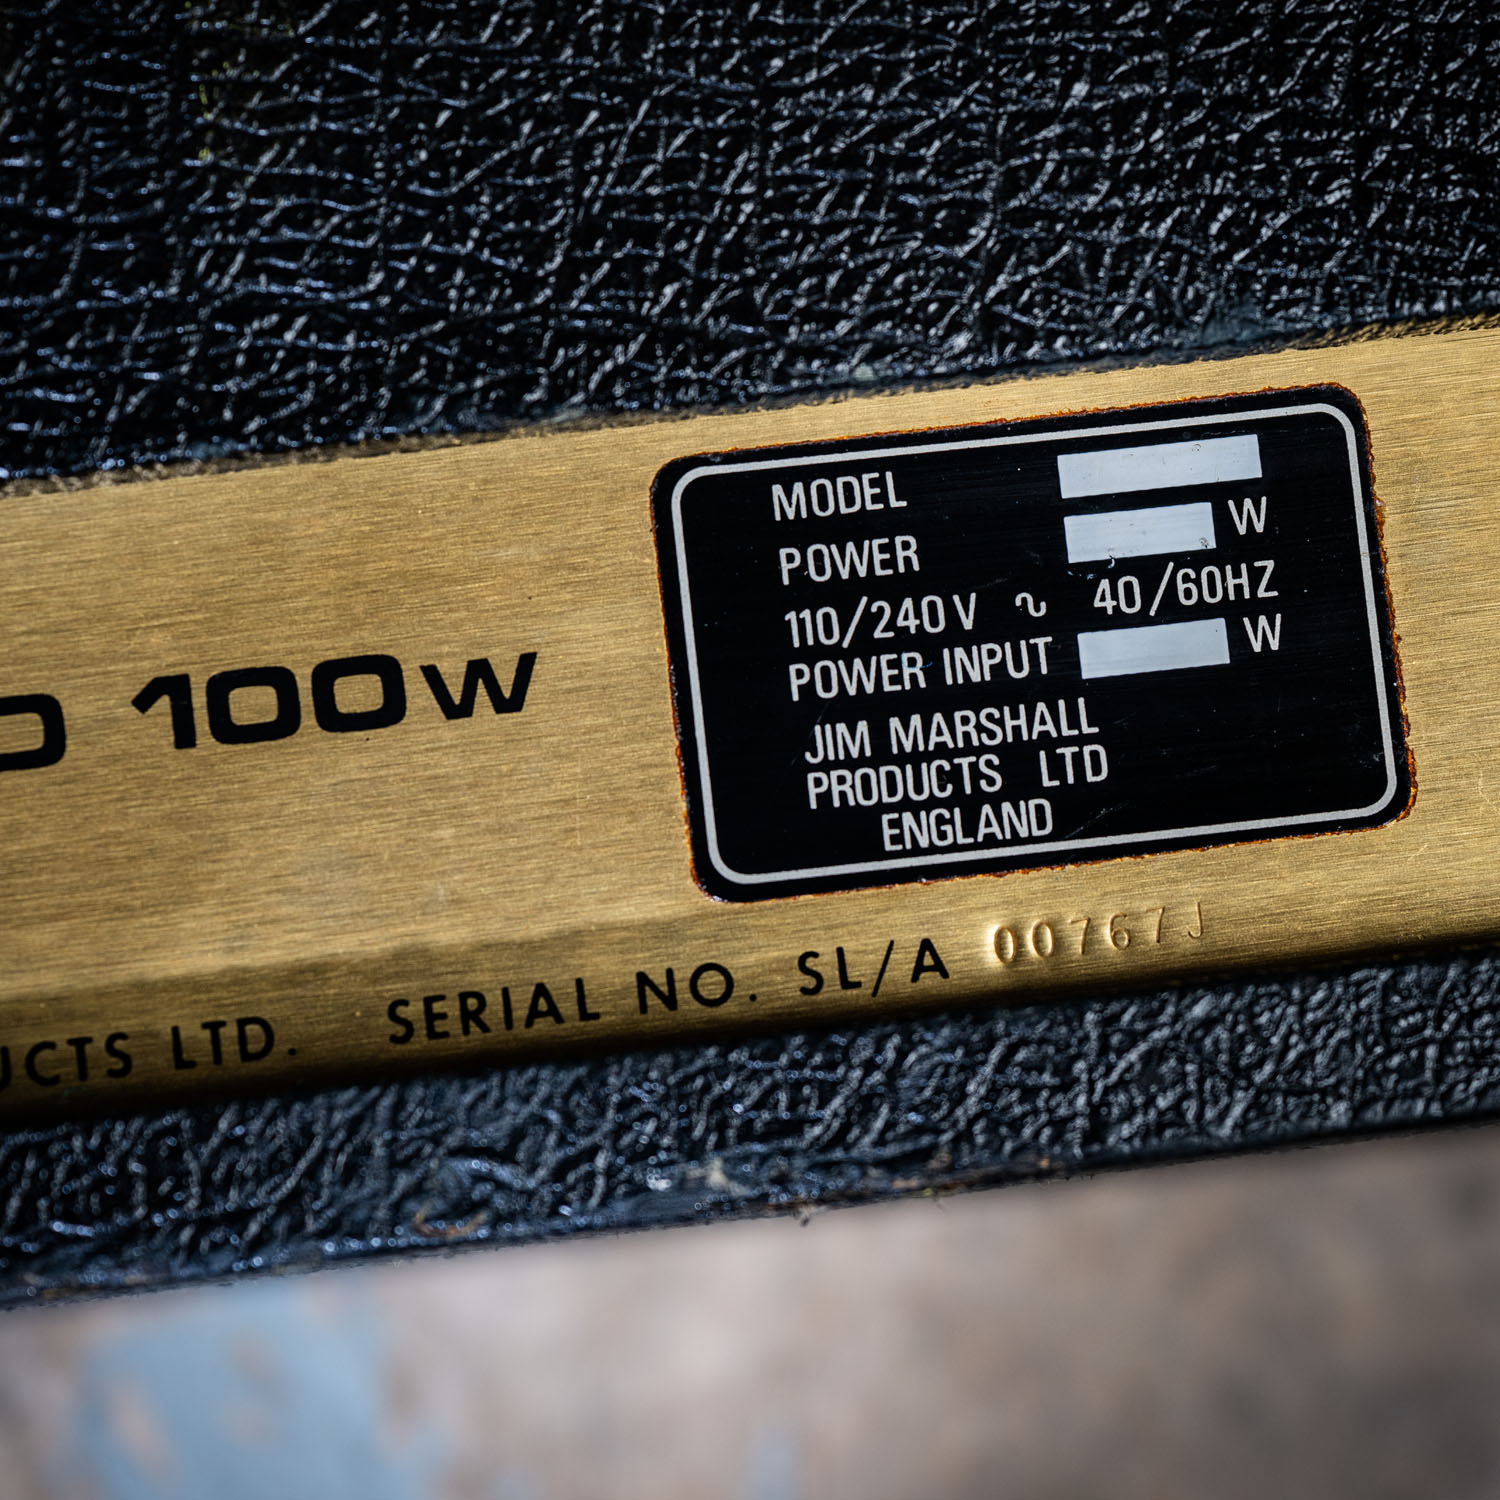 100W
MODEL
POWER W
110/240V ∿ 40/60HZ
POWER INPUT W
JIM MARSHALL
PRODUCTS LTD
ENGLAND
LTD. SERIAL NO. SL/A 00767J